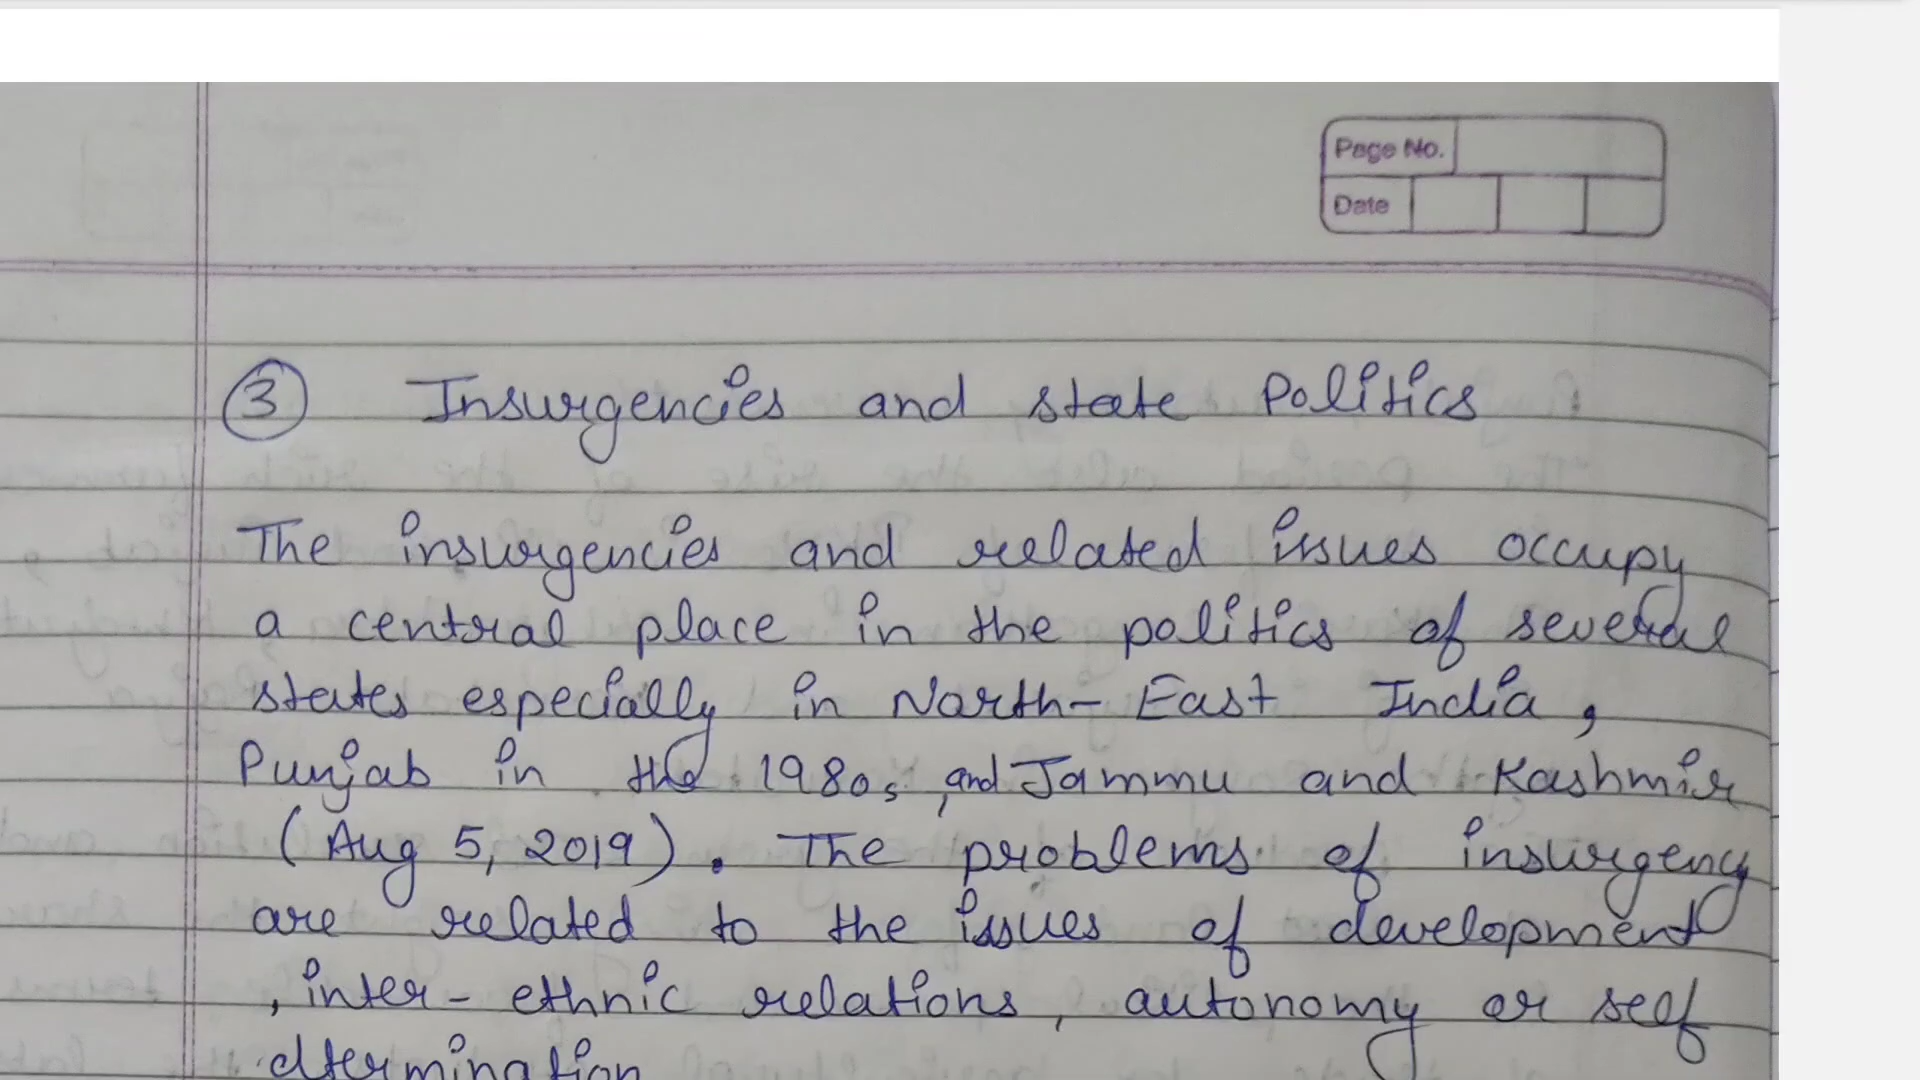 Page No.
Date
3 Insurgencies and state Politics
The insurgencies and related issues occupy
a central place in the politics of several
states especially in North-East India,
Punjab in the 1980s, and Jammu and Kashmir
(Aug 5, 2019). The problems of insurgency
are related to the issues of development
, inter-ethnic relations, autonomy or self
dtermination